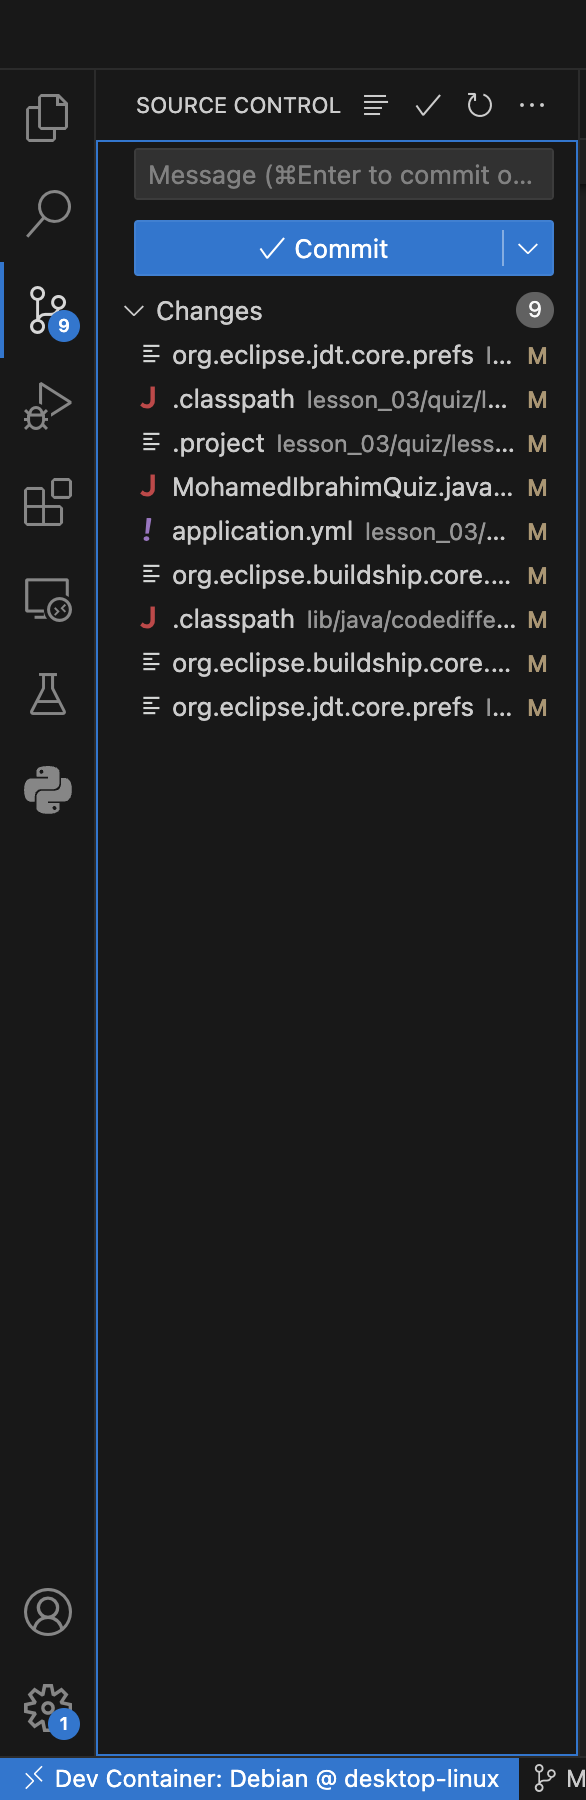 SOURCE CONTROL
Message (⌘Enter to commit o...
Commit
Changes 9
org.eclipse.jdt.core.prefs l... M
J .classpath lesson_03/quiz/l... M
.project lesson_03/quiz/less... M
J MohamedIbrahimQuiz.java... M
! application.yml lesson_03/... M
org.eclipse.buildship.core.... M
J .classpath lib/java/codediffe... M
org.eclipse.buildship.core.... M
org.eclipse.jdt.core.prefs l... M
9
1
Dev Container: Debian @ desktop-linux M